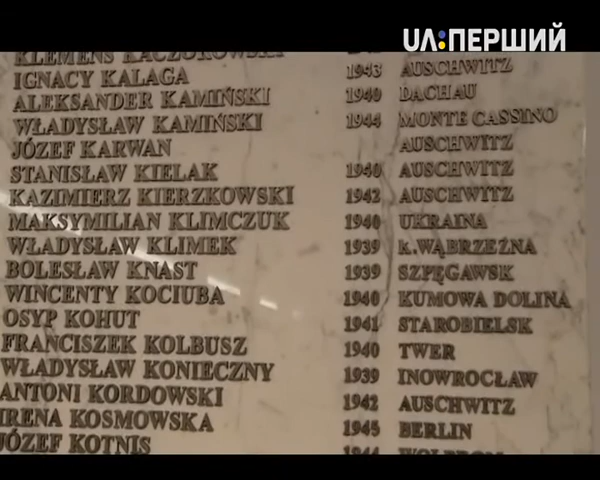 UA:ПЕРШИЙ
KLEMENS KACZOROWSKI
IGNACY KALAGA 1943 AUSCHWITZ
ALEKSANDER KAMIŃSKI 1940 DACHAU
WŁADYSŁAW KAMIŃSKI 1944 MONTE CASSINO
JÓZEF KARWAN AUSCHWITZ
STANISŁAW KIELAK 1940 AUSCHWITZ
KAZIMIERZ KIERZKOWSKI 1942 AUSCHWITZ
MAKSYMILIAN KLIMCZUK 1940 UKRAINA
WŁADYSŁAW KLIMEK 1939 k.WĄBRZEŹNA
BOLESŁAW KNAST 1939 SZPĘGAWSK
WINCENTY KOCIUBA 1940 KUMOWA DOLINA
OSYP KOHUT 1941 STAROBIELSK
FRANCISZEK KOLBUSZ 1940 TWER
WŁADYSŁAW KONIECZNY 1939 INOWROCŁAW
ANTONI KORDOWSKI 1942 AUSCHWITZ
IRENA KOSMOWSKA 1945 BERLIN
JÓZEF KOTNIS 1944